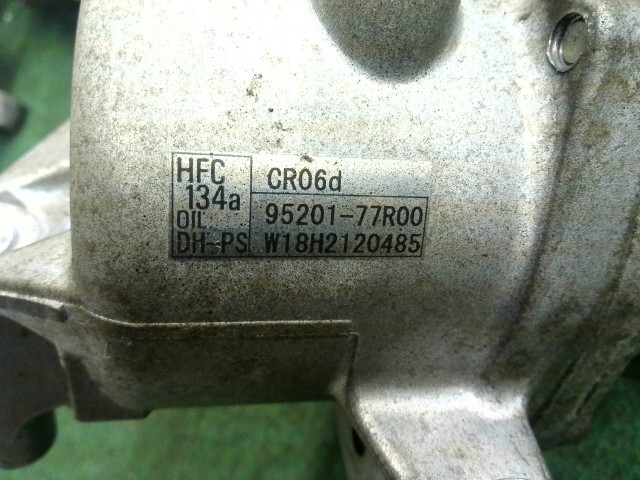 HFC
134a
OIL
DH-PS
CR06d
95201-77R00
W18H2120485